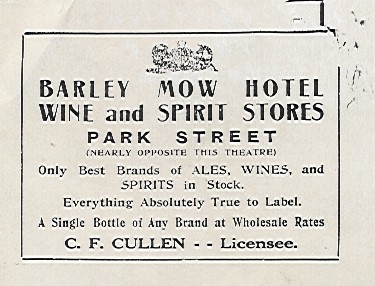 BARLEY MOW HOTEL
WINE and SPIRIT STORES
PARK STREET
(NEARLY OPPOSITE THIS THEATRE)
Only Best Brands of ALES, WINES, and
SPIRITS in Stock.
Everything Absolutely True to Label.
A Single Bottle of Any Brand at Wholesale Rates
C. F. CULLEN - - Licensee.